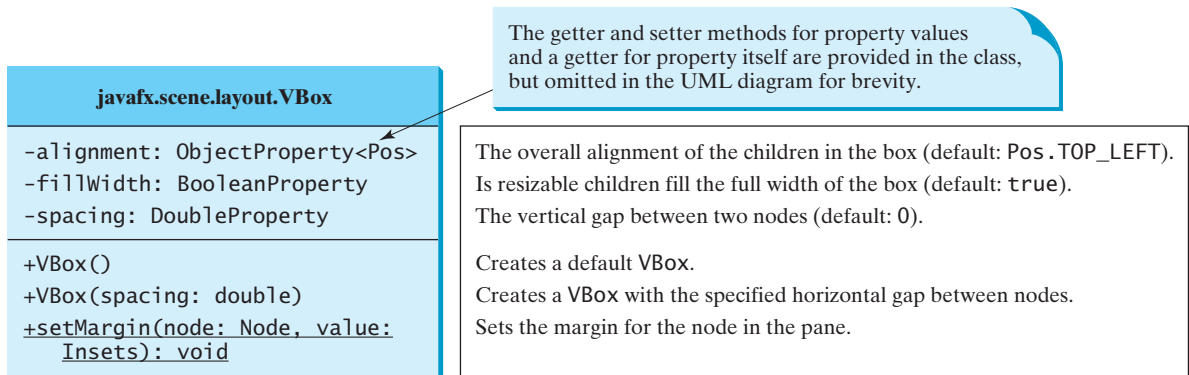 The getter and setter methods for property values
and a getter for property itself are provided in the class,
but omitted in the UML diagram for brevity.
javafx.scene.layout.VBox
-alignment: ObjectProperty<Pos>
-fillWidth: BooleanProperty
-spacing: DoubleProperty
The overall alignment of the children in the box (default: Pos.TOP_LEFT).
Is resizable children fill the full width of the box (default: true).
The vertical gap between two nodes (default: 0).
+VBox()
+VBox(spacing: double)
+setMargin(node: Node, value:
Insets): void
Creates a default VBox.
Creates a VBox with the specified horizontal gap between nodes.
Sets the margin for the node in the pane.